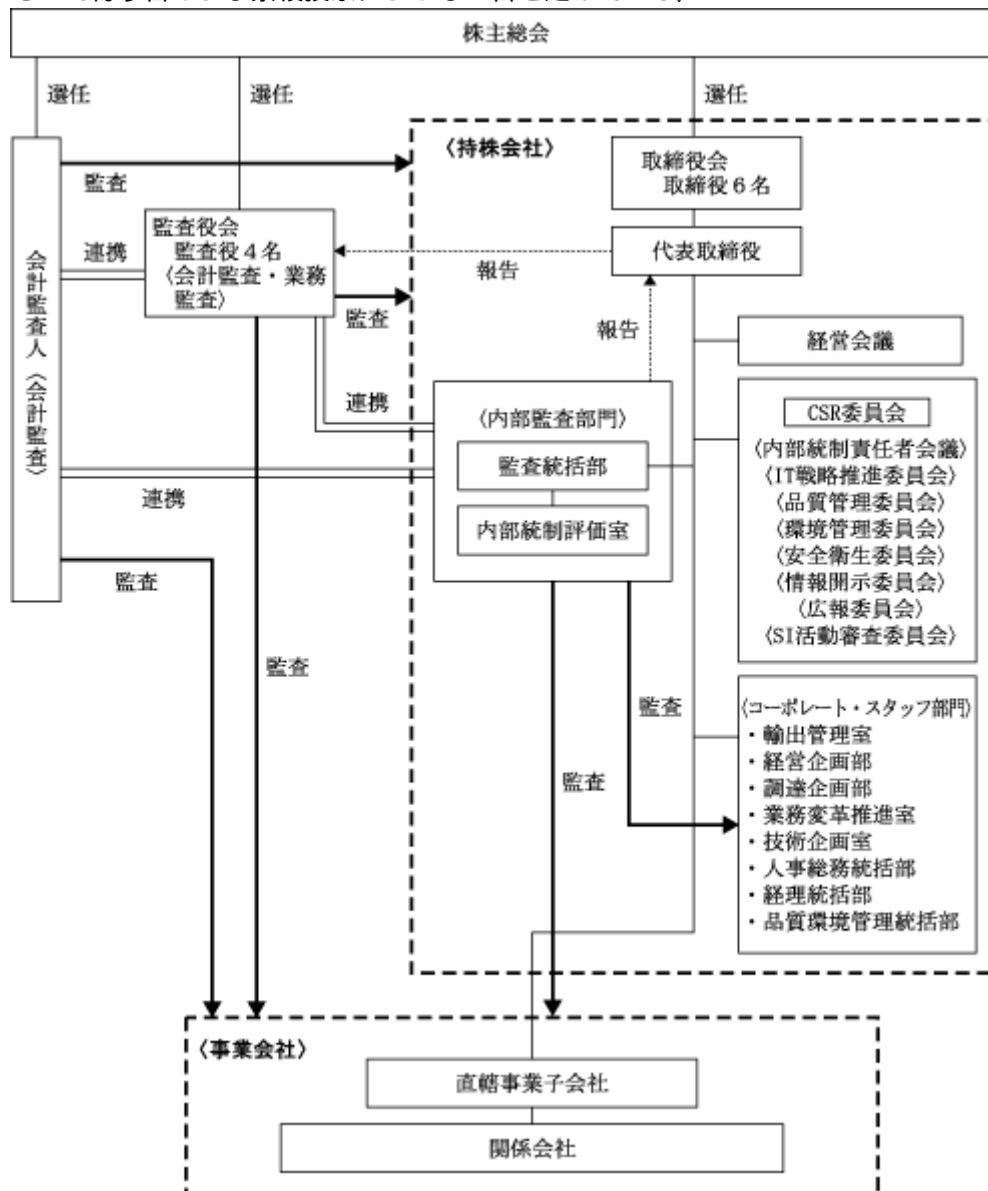 株主総会
選任
選任
選任
〈持株会社〉
取締役会
取締役6名
監査
監査役会
監査役4名
〈会計監査・業務
監査〉
連携
代表取締役
報告
会計監査人〈会計監査〉
監査
報告
経営会議
連携
〈内部監査部門〉
監査統括部
内部統制評価室
CSR委員会
〈内部統制責任者会議〉
〈IT戦略推進委員会〉
〈品質管理委員会〉
〈環境管理委員会〉
〈安全衛生委員会〉
〈情報開示委員会〉
〈広報委員会〉
〈SI活動審査委員会〉
連携
監査
監査
監査
監査
〈コーポレート・スタッフ部門〉
・輸出管理室
・経営企画部
・調達企画部
・業務変革推進室
・技術企画室
・人事総務統括部
・経理統括部
・品質環境管理統括部
〈事業会社〉
直轄事業子会社
関係会社